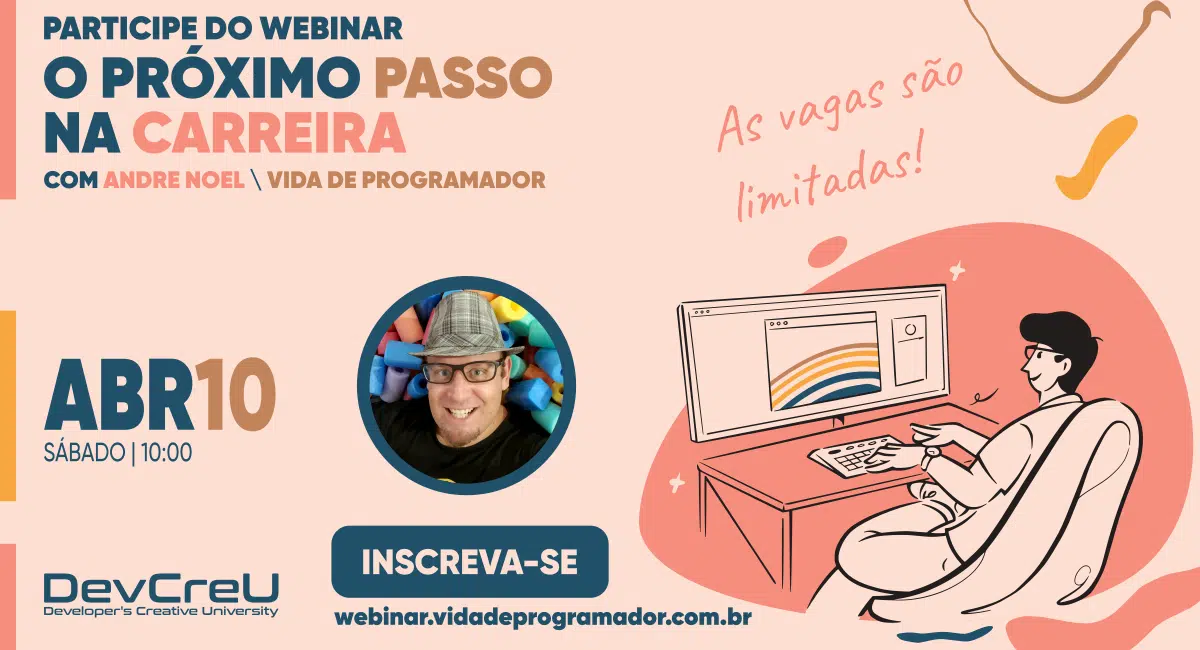 PARTICIPE DO WEBINAR
O PRÓXIMO PASSO
NA CARREIRA
COM ANDRE NOEL \ VIDA DE PROGRAMADOR
As vagas são
limitadas!
ABR10
SÁBADO | 10:00
INSCREVA-SE
webinar.vidadeprogramador.com.br
DevCreU
Developer's Creative University